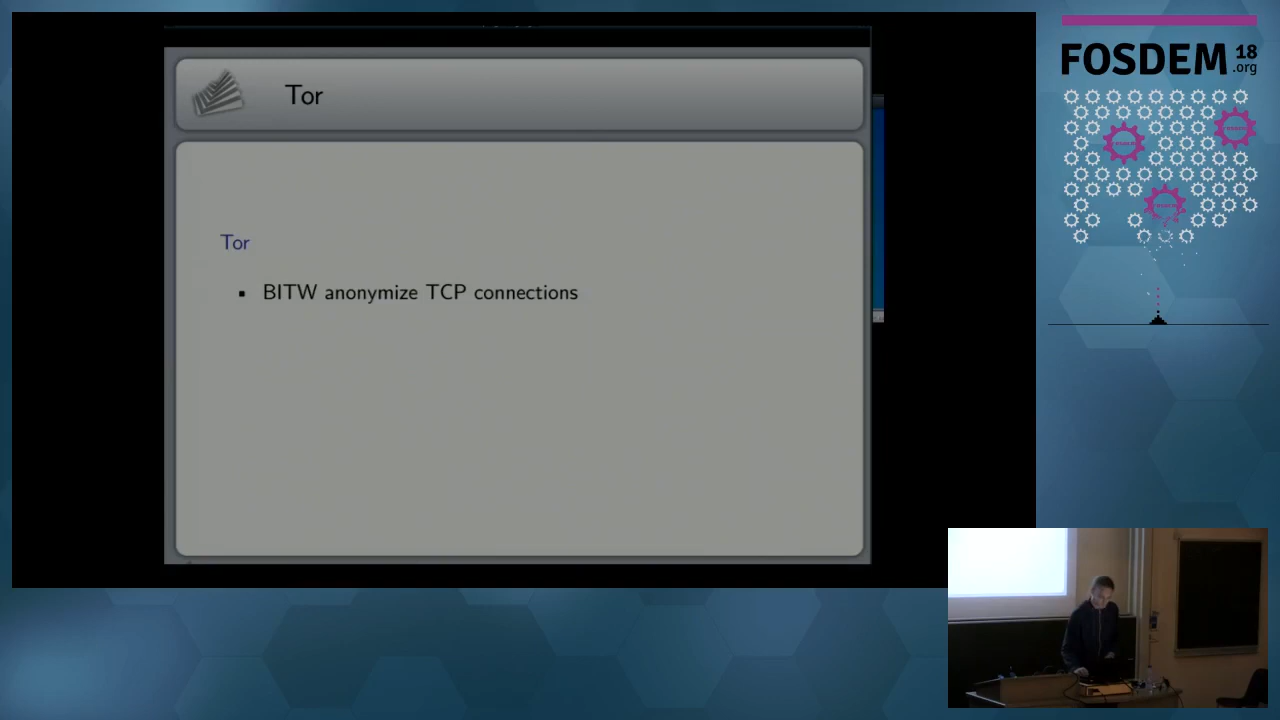 Tor
Tor
▪ BITW anonymize TCP connections
FOSDEM 18
.org